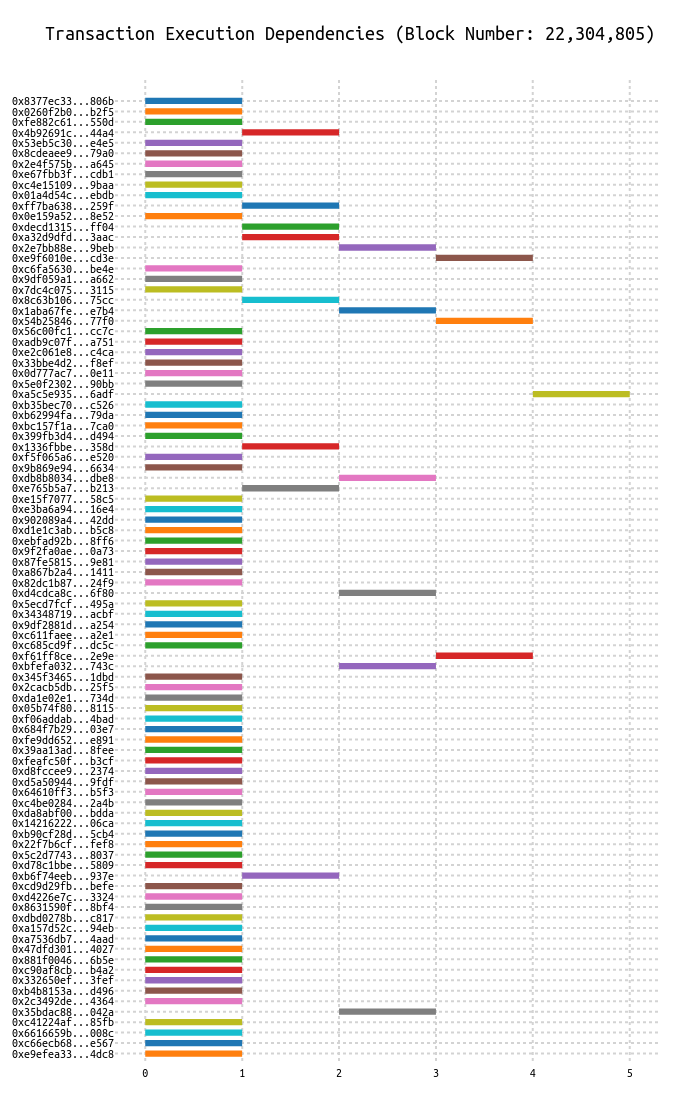 Transaction Execution Dependencies (Block Number: 22,304,805)
0x8377ec33...806b
0x0260f2b0...b2f5
0xfe882c61...550d
0x4b92691c...44a4
0x53eb5c30...e4e5
0x8cdeaee9...79a0
0x2e4f575b...a645
0xe67fbb3f...cdb1
0xc4e15109...9baa
0x01a4d54c...ebdb
0xff7ba638...259f
0x0e159a52...8e52
0xdecd1315...ff04
0xa32d9dfd...3aac
0x2e7bb88e...9beb
0xe9f6010e...cd3e
0xc6fa5630...be4e
0x9df059a1...a662
0x7dc4c075...3115
0x8c63b106...75cc
0x1aba67fe...e7b4
0x54b25846...77f0
0x56c00fc1...cc7c
0xadb9c07f...a751
0xe2c061e8...c4ca
0x33bbe4d2...f8ef
0x0d777ac7...0e11
0x5e0f2302...90bb
0xa5c5e935...6adf
0xb35bec70...c526
0xb62994fa...79da
0xbc157f1a...7ca0
0x399fb3d4...d494
0x1336fbbe...358d
0xf5f065a6...e520
0x9b869e94...6634
0xdb8b8034...dbe8
0xe765b5a7...b213
0xe15f7077...58c5
0xe3ba6a94...16e4
0x902089a4...42dd
0xd1e1c3ab...b5c8
0xebfad92b...8ff6
0x9f2fa0ae...0a73
0x87fe5815...9e81
0xa867b2a4...1411
0x82dc1b87...24f9
0xd4cdca8c...6f80
0x5ecd7fcf...495a
0x34348719...acbf
0x9df2881d...a254
0xc611faee...a2e1
0xc685cd9f...dc5c
0xf61ff8ce...2e9e
0xbfefa032...743c
0x345f3465...1dbd
0x2cacb5db...25f5
0xda1e02e1...734d
0x05b74f80...8115
0xf06addab...4bad
0x684f7b29...03e7
0xfe9dd652...e891
0x39aa13ad...8fee
0xfeafc50f...b3cf
0xd8fccee9...2374
0xd5a50944...9fdf
0x64610ff3...b5f3
0xc4be0284...2a4b
0xda8abf00...bdda
0x14216222...06ca
0xb90cf28d...5cb4
0x22f7b6cf...fef8
0x5c2d7743...8037
0xd78c1bbe...5809
0xb6f74eeb...937e
0xcd9d29fb...befe
0xd4226e7c...3324
0x8631590f...8bf4
0xdbd0278b...c817
0xa157d52c...94eb
0xa7536db7...4aad
0x47dfd301...4027
0x881f0046...6b5e
0xc90af8cb...b4a2
0x332650ef...3fef
0xb4b8153a...d496
0x2c3492de...4364
0x35bdac88...042a
0xc41224af...85fb
0x6616659b...008c
0xc66ecb68...e567
0xe9efea33...4dc8
0 1 2 3 4 5